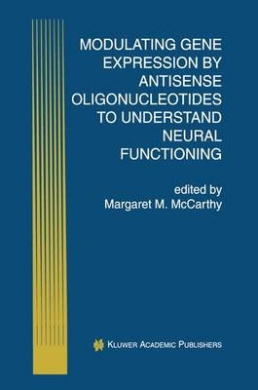 MODULATING GENE
EXPRESSION BY
ANTISENSE
OLIGONUCLEOTIDES
TO UNDERSTAND
NEURAL
FUNCTIONING
edited by
Margaret M. McCarthy
KLUWER ACADEMIC PUBLISHERS